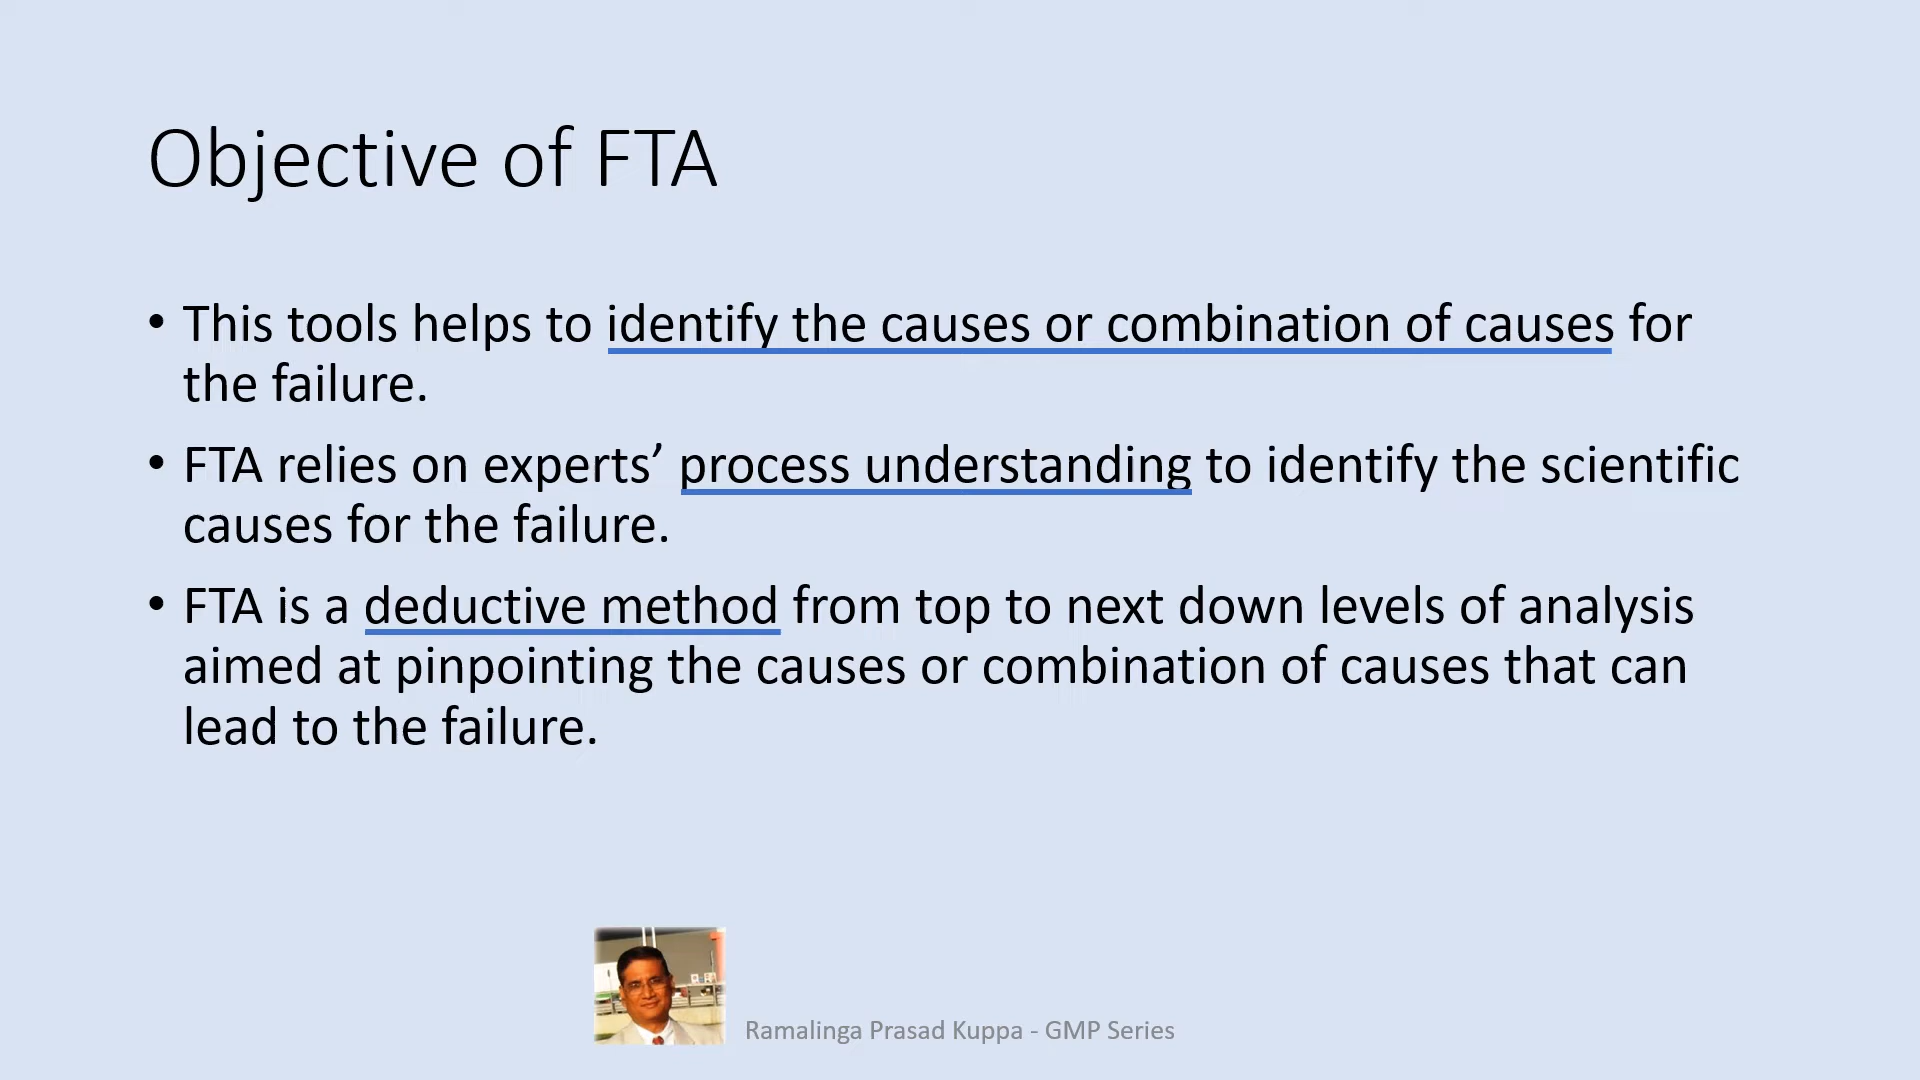 Objective of FTA
• This tools helps to identify the causes or combination of causes for
the failure.
• FTA relies on experts’ process understanding to identify the scientific
causes for the failure.
• FTA is a deductive method from top to next down levels of analysis
aimed at pinpointing the causes or combination of causes that can
lead to the failure.
Ramalinga Prasad Kuppa - GMP Series